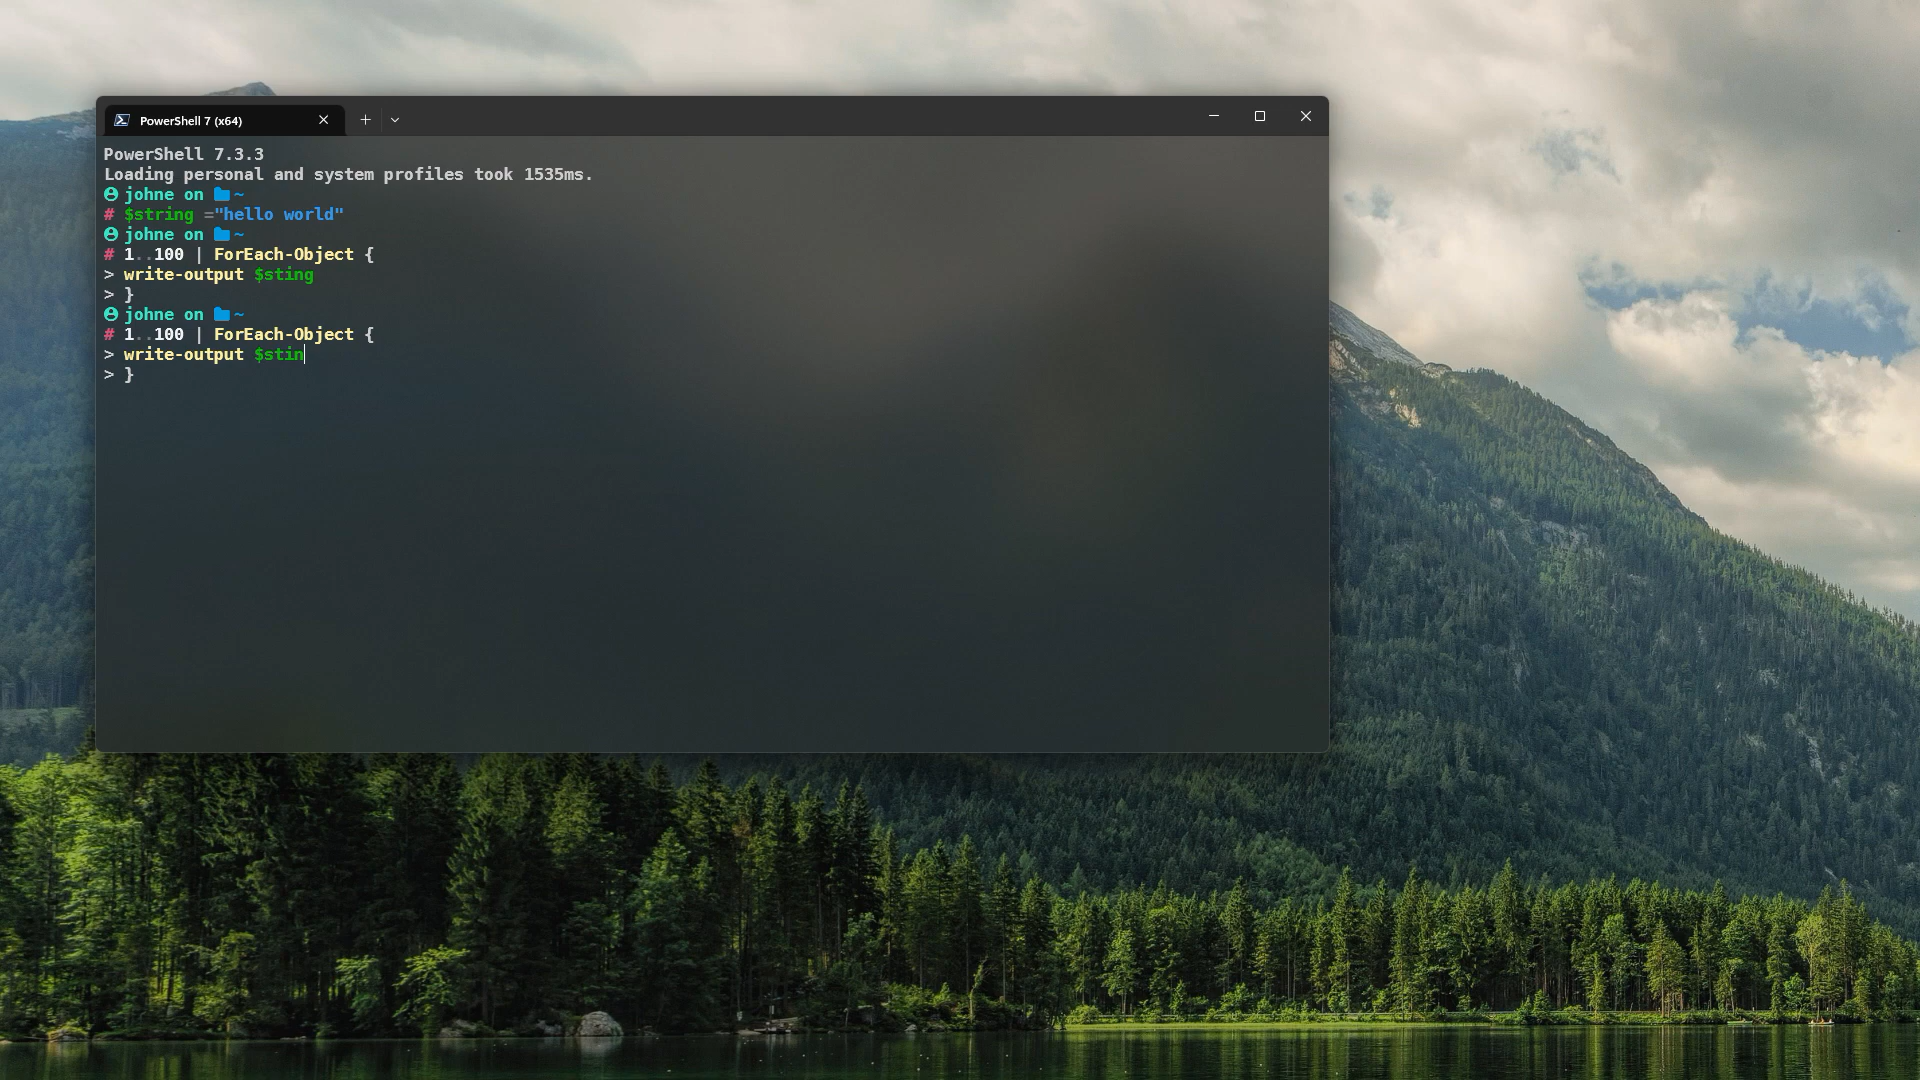 PowerShell 7 (x64)
PowerShell 7.3.3
Loading personal and system profiles took 1535ms.
johne on ~
# $string ="hello world"
johne on ~
# 1..100 | ForEach-Object {
> write-output $sting
> }
johne on ~
# 1..100 | ForEach-Object {
> write-output $stin
> }